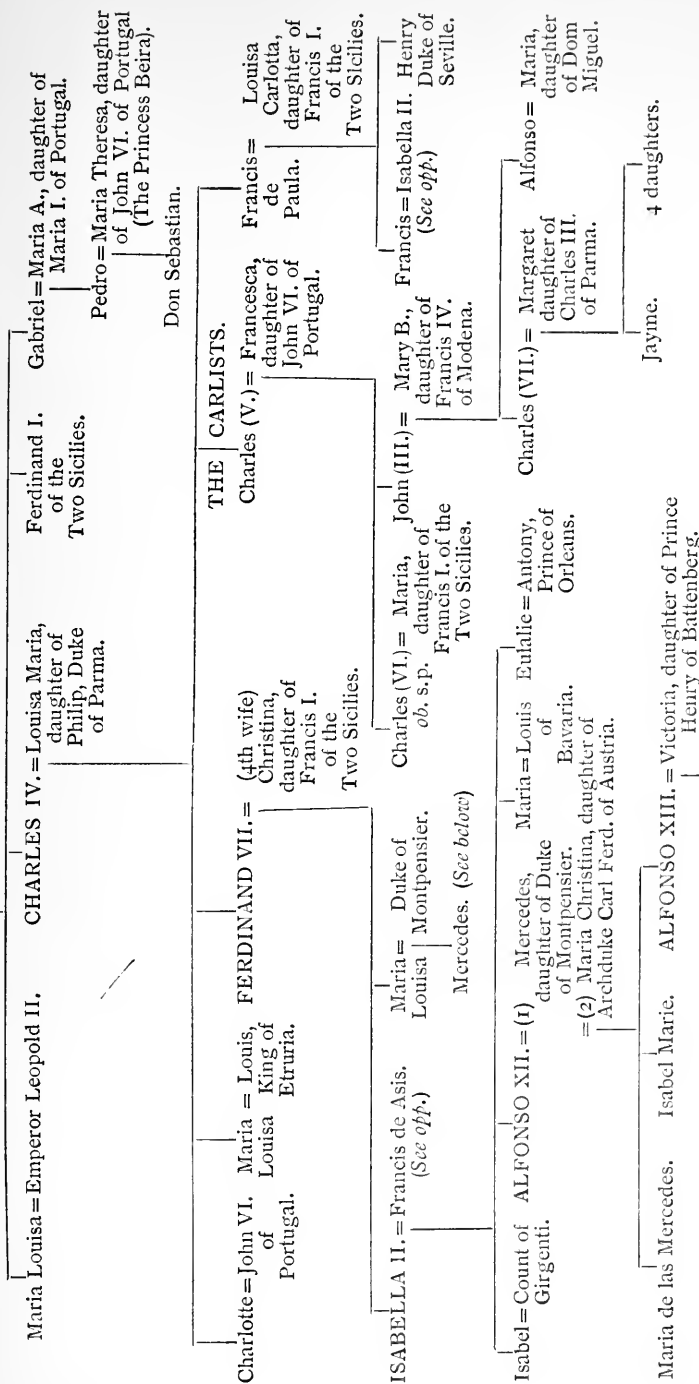 Maria Louisa=Emperor Leopold II.
CHARLES IV.=Louisa Maria,
daughter of
Philip, Duke
of Parma.
Ferdinand I.
of the
Two Sicilies.
Gabriel=Maria A., daughter of
Maria I. of Portugal.
Pedro=Maria Theresa, daughter
of John VI. of Portugal
(The Princess Beira).
Don Sebastian.
THE CARLISTS.
Charlotte=John VI.
of
Portugal.
Maria = Louis,
Louisa King of
Etruria.
FERDINAND VII.= (4th wife)
Christina,
daughter of
Francis I.
of the
Two Sicilies.
Charles (V.)=Francesca,
daughter of
John VI. of
Portugal.
Francis= Louisa
de Carlotta,
Paula. daughter of
Francis I.
of the
Two Sicilies.
ISABELLA II.=Francis de Asis.
(See opp.)
Maria= Duke of
Louisa Montpensier.
Mercedes. (See below)
Charles (VI.)= Maria,
ob. s.p. daughter of
Francis I. of the
Two Sicilies.
John (III.)= Mary B.,
daughter of
Francis IV.
of Modena.
Francis=Isabella II.
(See opp.)
Henry
Duke of
Seville.
Isabel=Count of
Girgenti.
ALFONSO XII.=(1) Mercedes,
daughter of Duke
of Montpensier.
=(2) Maria Christina, daughter of
Archduke Carl Ferd. of Austria.
Maria=Louis
of
Bavaria.
Eulalie=Antony,
Prince of
Orleans.
Charles (VII.)= Margaret
daughter of
Charles III.
of Parma.
Alfonso= Maria,
daughter
of Dom
Miguel.
Maria de las Mercedes.
Isabel Marie.
ALFONSO XIII.=Victoria, daughter of Prince
Henry of Battenberg.
Jayme.
4 daughters.